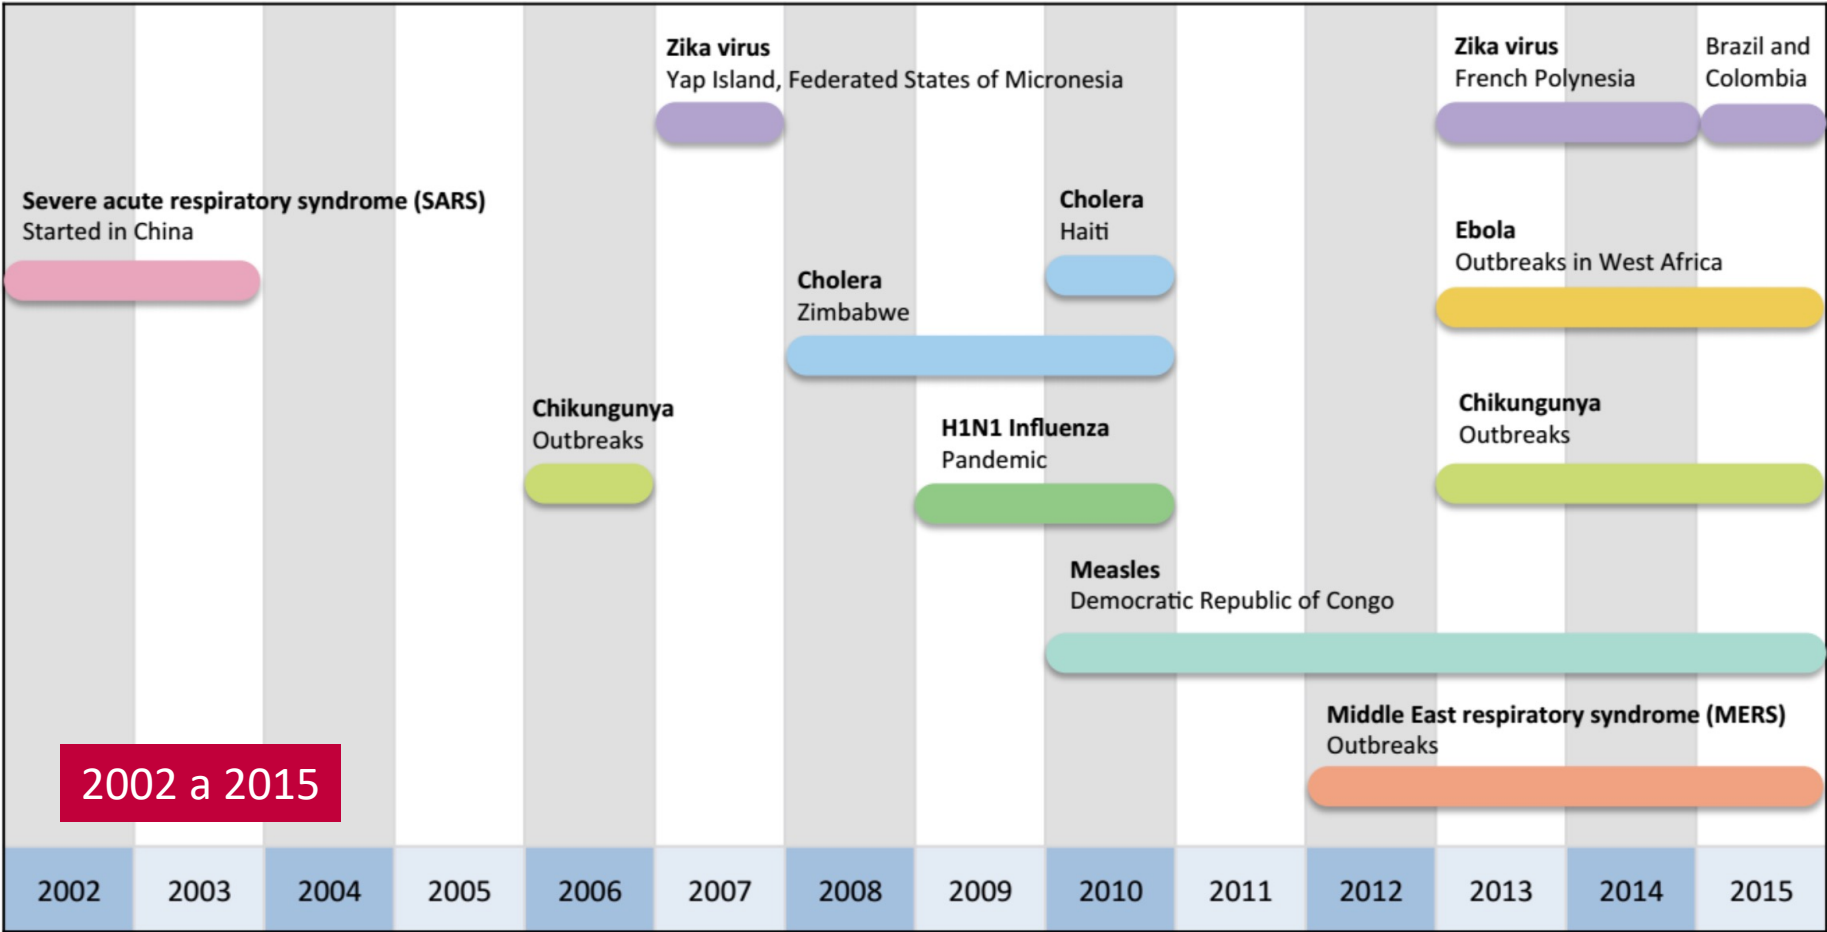 Zika virus
Yap Island, Federated States of Micronesia
Zika virus
French Polynesia
Brazil and
Colombia
Severe acute respiratory syndrome (SARS)
Started in China
Cholera
Haiti
Ebola
Outbreaks in West Africa
Cholera
Zimbabwe
Chikungunya
Outbreaks
H1N1 Influenza
Pandemic
Chikungunya
Outbreaks
Measles
Democratic Republic of Congo
Middle East respiratory syndrome (MERS)
Outbreaks
2002 a 2015
2002 2003 2004 2005 2006 2007 2008 2009 2010 2011 2012 2013 2014 2015